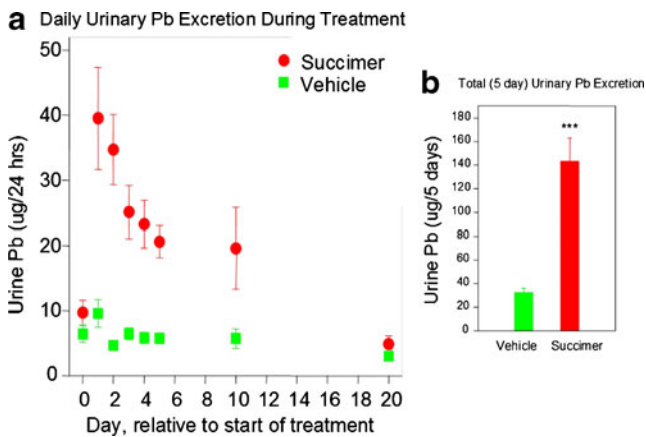 a Daily Urinary Pb Excretion During Treatment
50
40
30
20
10
0
Urine Pb (ug/24 hrs)
Succimer
Vehicle
0 2 4 6 8 10 12 14 16 18 20
Day, relative to start of treatment
b Total (5 day) Urinary Pb Excretion
180
160
140
120
100
80
60
40
20
0
Urine Pb (ug/5 days)
***
Vehicle Succimer